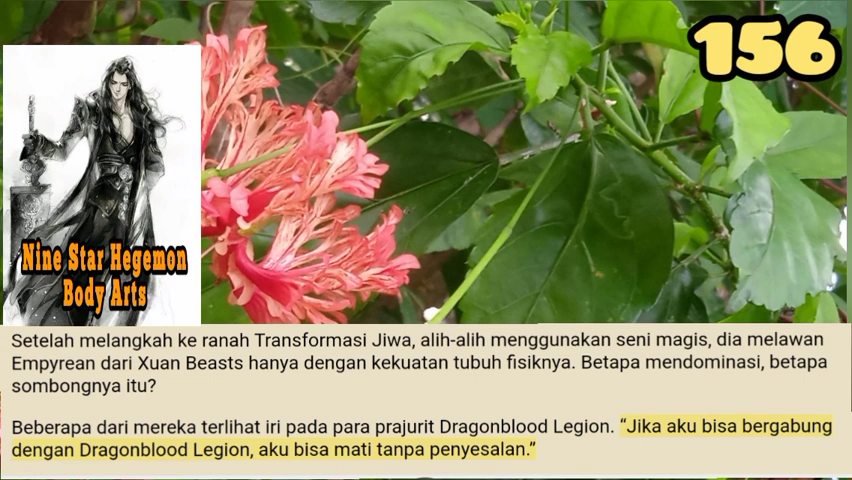 156
Nine Star Hegemon
Body Arts
Setelah melangkah ke ranah Transformasi Jiwa, alih-alih menggunakan seni magis, dia melawan
Empyrean dari Xuan Beasts hanya dengan kekuatan tubuh fisiknya. Betapa mendominasi, betapa
sombongnya itu?
Beberapa dari mereka terlihat iri pada para prajurit Dragonblood Legion. “Jika aku bisa bergabung
dengan Dragonblood Legion, aku bisa mati tanpa penyesalan.”